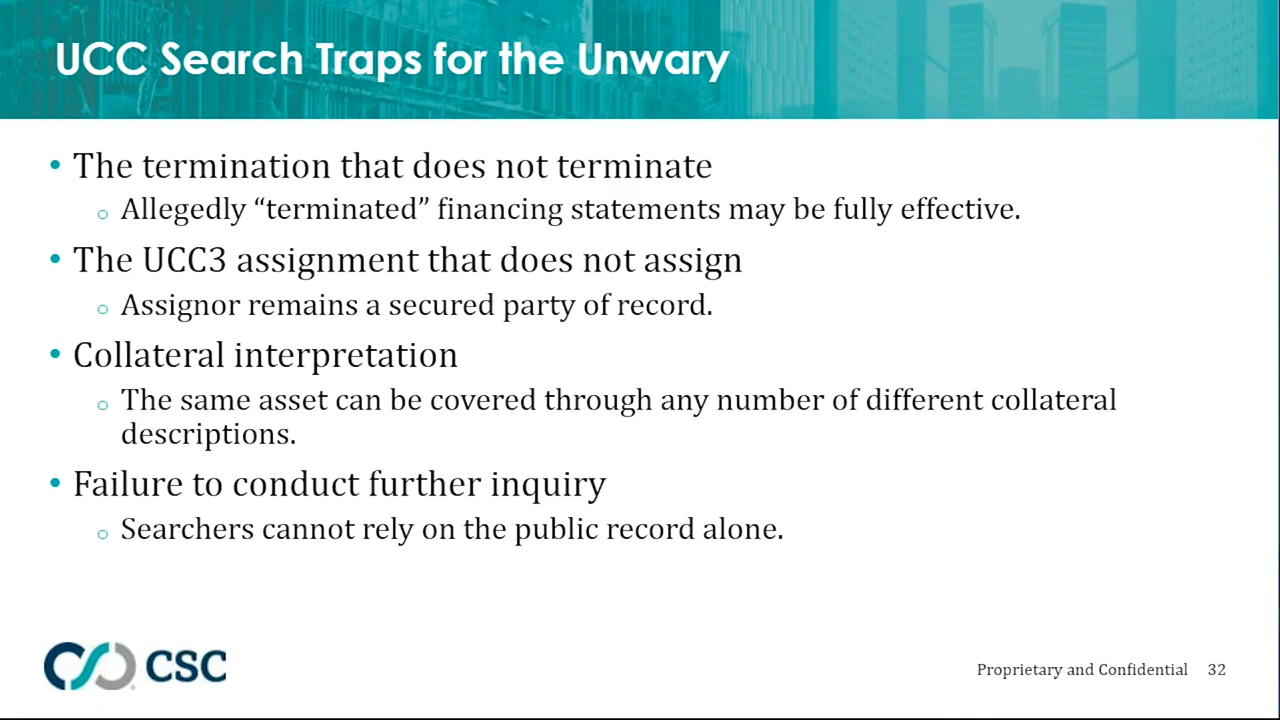 UCC Search Traps for the Unwary
• The termination that does not terminate
o Allegedly “terminated” financing statements may be fully effective.
• The UCC3 assignment that does not assign
o Assignor remains a secured party of record.
• Collateral interpretation
o The same asset can be covered through any number of different collateral
descriptions.
• Failure to conduct further inquiry
o Searchers cannot rely on the public record alone.
CSC
Proprietary and Confidential 32